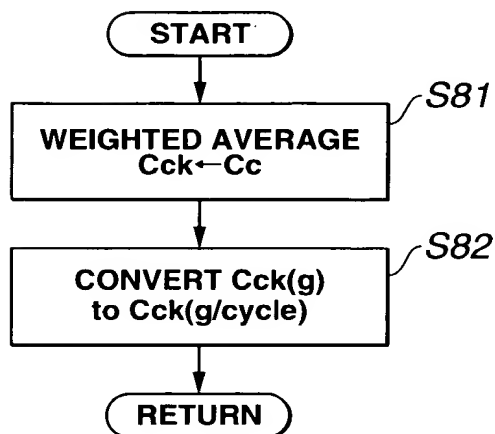 START
S81
WEIGHTED AVERAGE
Cck←Cc
S82
CONVERT Cck(g)
to Cck(g/cycle)
RETURN